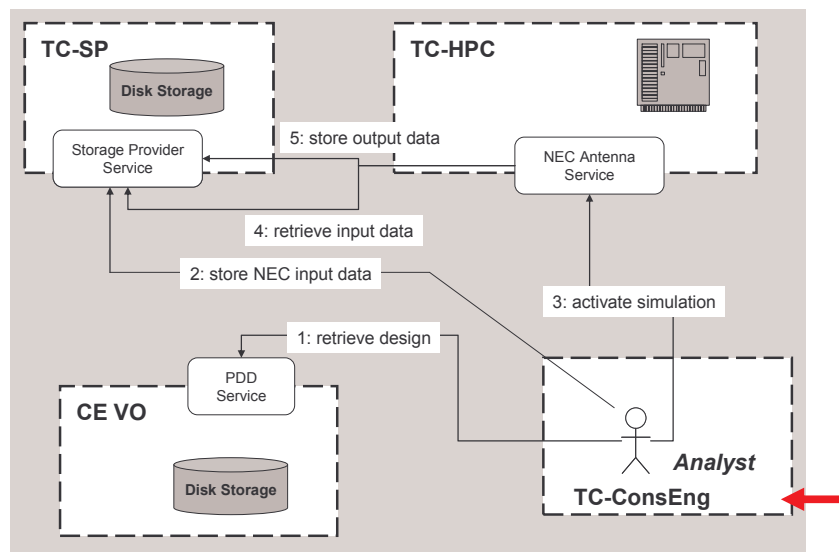 TC-SP
Disk Storage
Storage Provider
Service
TC-HPC
NEC Antenna
Service
5: store output data
4: retrieve input data
2: store NEC input data
3: activate simulation
1: retrieve design
PDD
Service
CE VO
Disk Storage
Analyst
TC-ConsEng